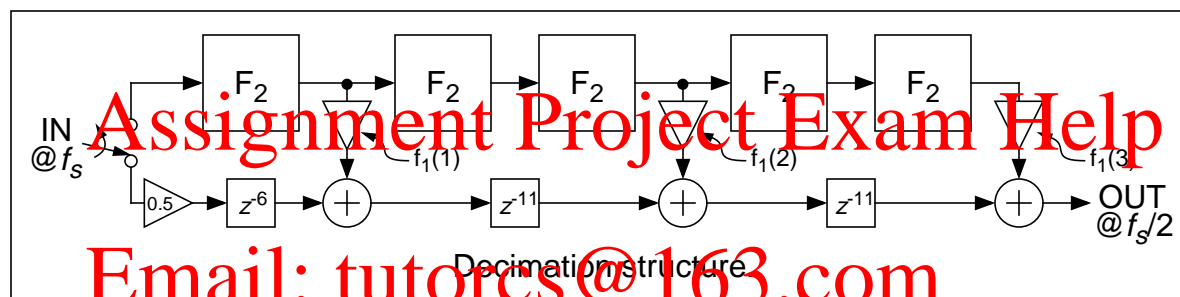 F2 F2 F2 F2 F2
Assignment Project Exam Help
IN
@fs
f1(1) f1(2) f1(3)
0.5 z-6 + z-11 + z-11 +
OUT
@fs/2
Decimation structure
Email: tutorcs@163.com